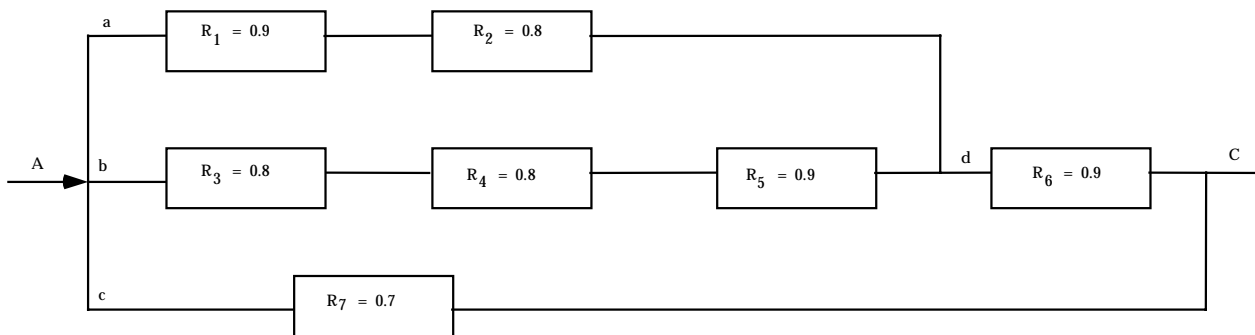 a
R1 = 0.9
R2 = 0.8
A
b
R3 = 0.8
R4 = 0.8
R5 = 0.9
d
R6 = 0.9
C
c
R7 = 0.7